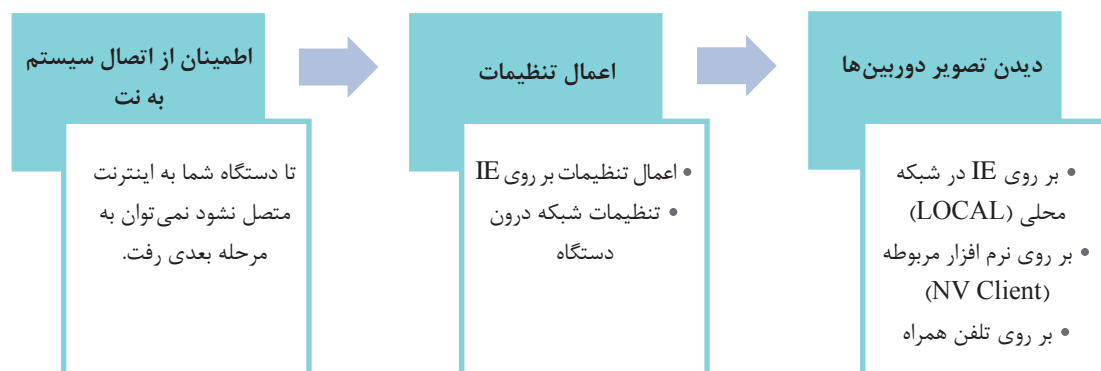 اطمینان از اتصال سیستم
به نت
تا دستگاه شما به اینترنت
متصل نشود نمی‌توان به
مرحله بعدی رفت.
اعمال تنظیمات
• اعمال تنظیمات بر روی IE
• تنظیمات شبکه درون
دستگاه
دیدن تصویر دوربین‌ها
• بر روی IE در شبکه
محلی (LOCAL)
• بر روی نرم افزار مربوطه
(NV Client)
• بر روی تلفن همراه